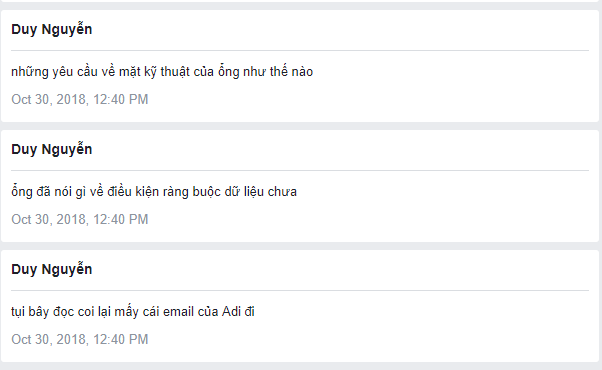 Duy Nguyễn
những yêu cầu về mặt kỹ thuật của ổng như thế nào
Oct 30, 2018, 12:40 PM
Duy Nguyễn
ổng đã nói gì về điều kiện ràng buộc dữ liệu chưa
Oct 30, 2018, 12:40 PM
Duy Nguyễn
tụi bây đọc coi lại mấy cái email của Adi đi
Oct 30, 2018, 12:40 PM